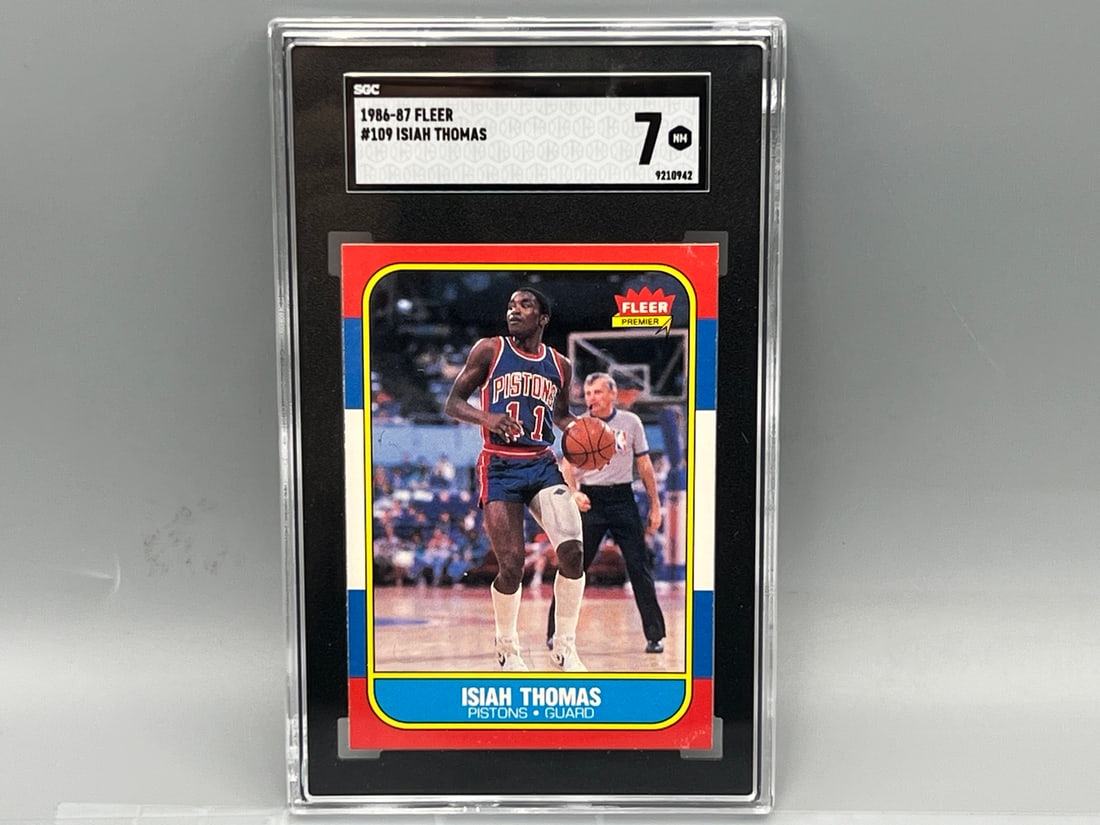 SGC
1986-87 FLEER
#109 ISIAH THOMAS
7 NM
9210942
FLEER
PREMIER
PISTONS
11
ISIAH THOMAS
PISTONS • GUARD